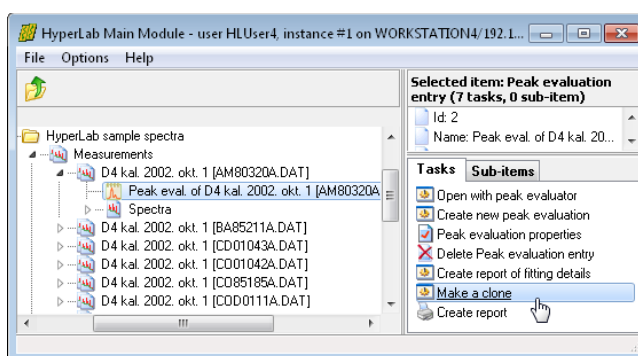 HyperLab Main Module - user HLUser4, instance #1 on WORKSTATION4/192.1...
File Options Help
HyperLab sample spectra
Measurements
D4 kal. 2002. okt. 1 [AM80320A.DAT]
Peak eval. of D4 kal. 2002. okt. 1 [AM80320A
Spectra
D4 kal. 2002. okt. 1 [BA85211A.DAT]
D4 kal. 2002. okt. 1 [CD01043A.DAT]
D4 kal. 2002. okt. 1 [CO01042A.DAT]
D4 kal. 2002. okt. 1 [CO85185A.DAT]
D4 kal. 2002. okt. 1 [COD0111A.DAT]
Selected item: Peak evaluation
entry (7 tasks, 0 sub-item)
Id: 2
Name: Peak eval. of D4 kal. 20...
Tasks Sub-items
Open with peak evaluator
Create new peak evaluation
Peak evaluation properties
Delete Peak evaluation entry
Create report of fitting details
Make a clone
Create report